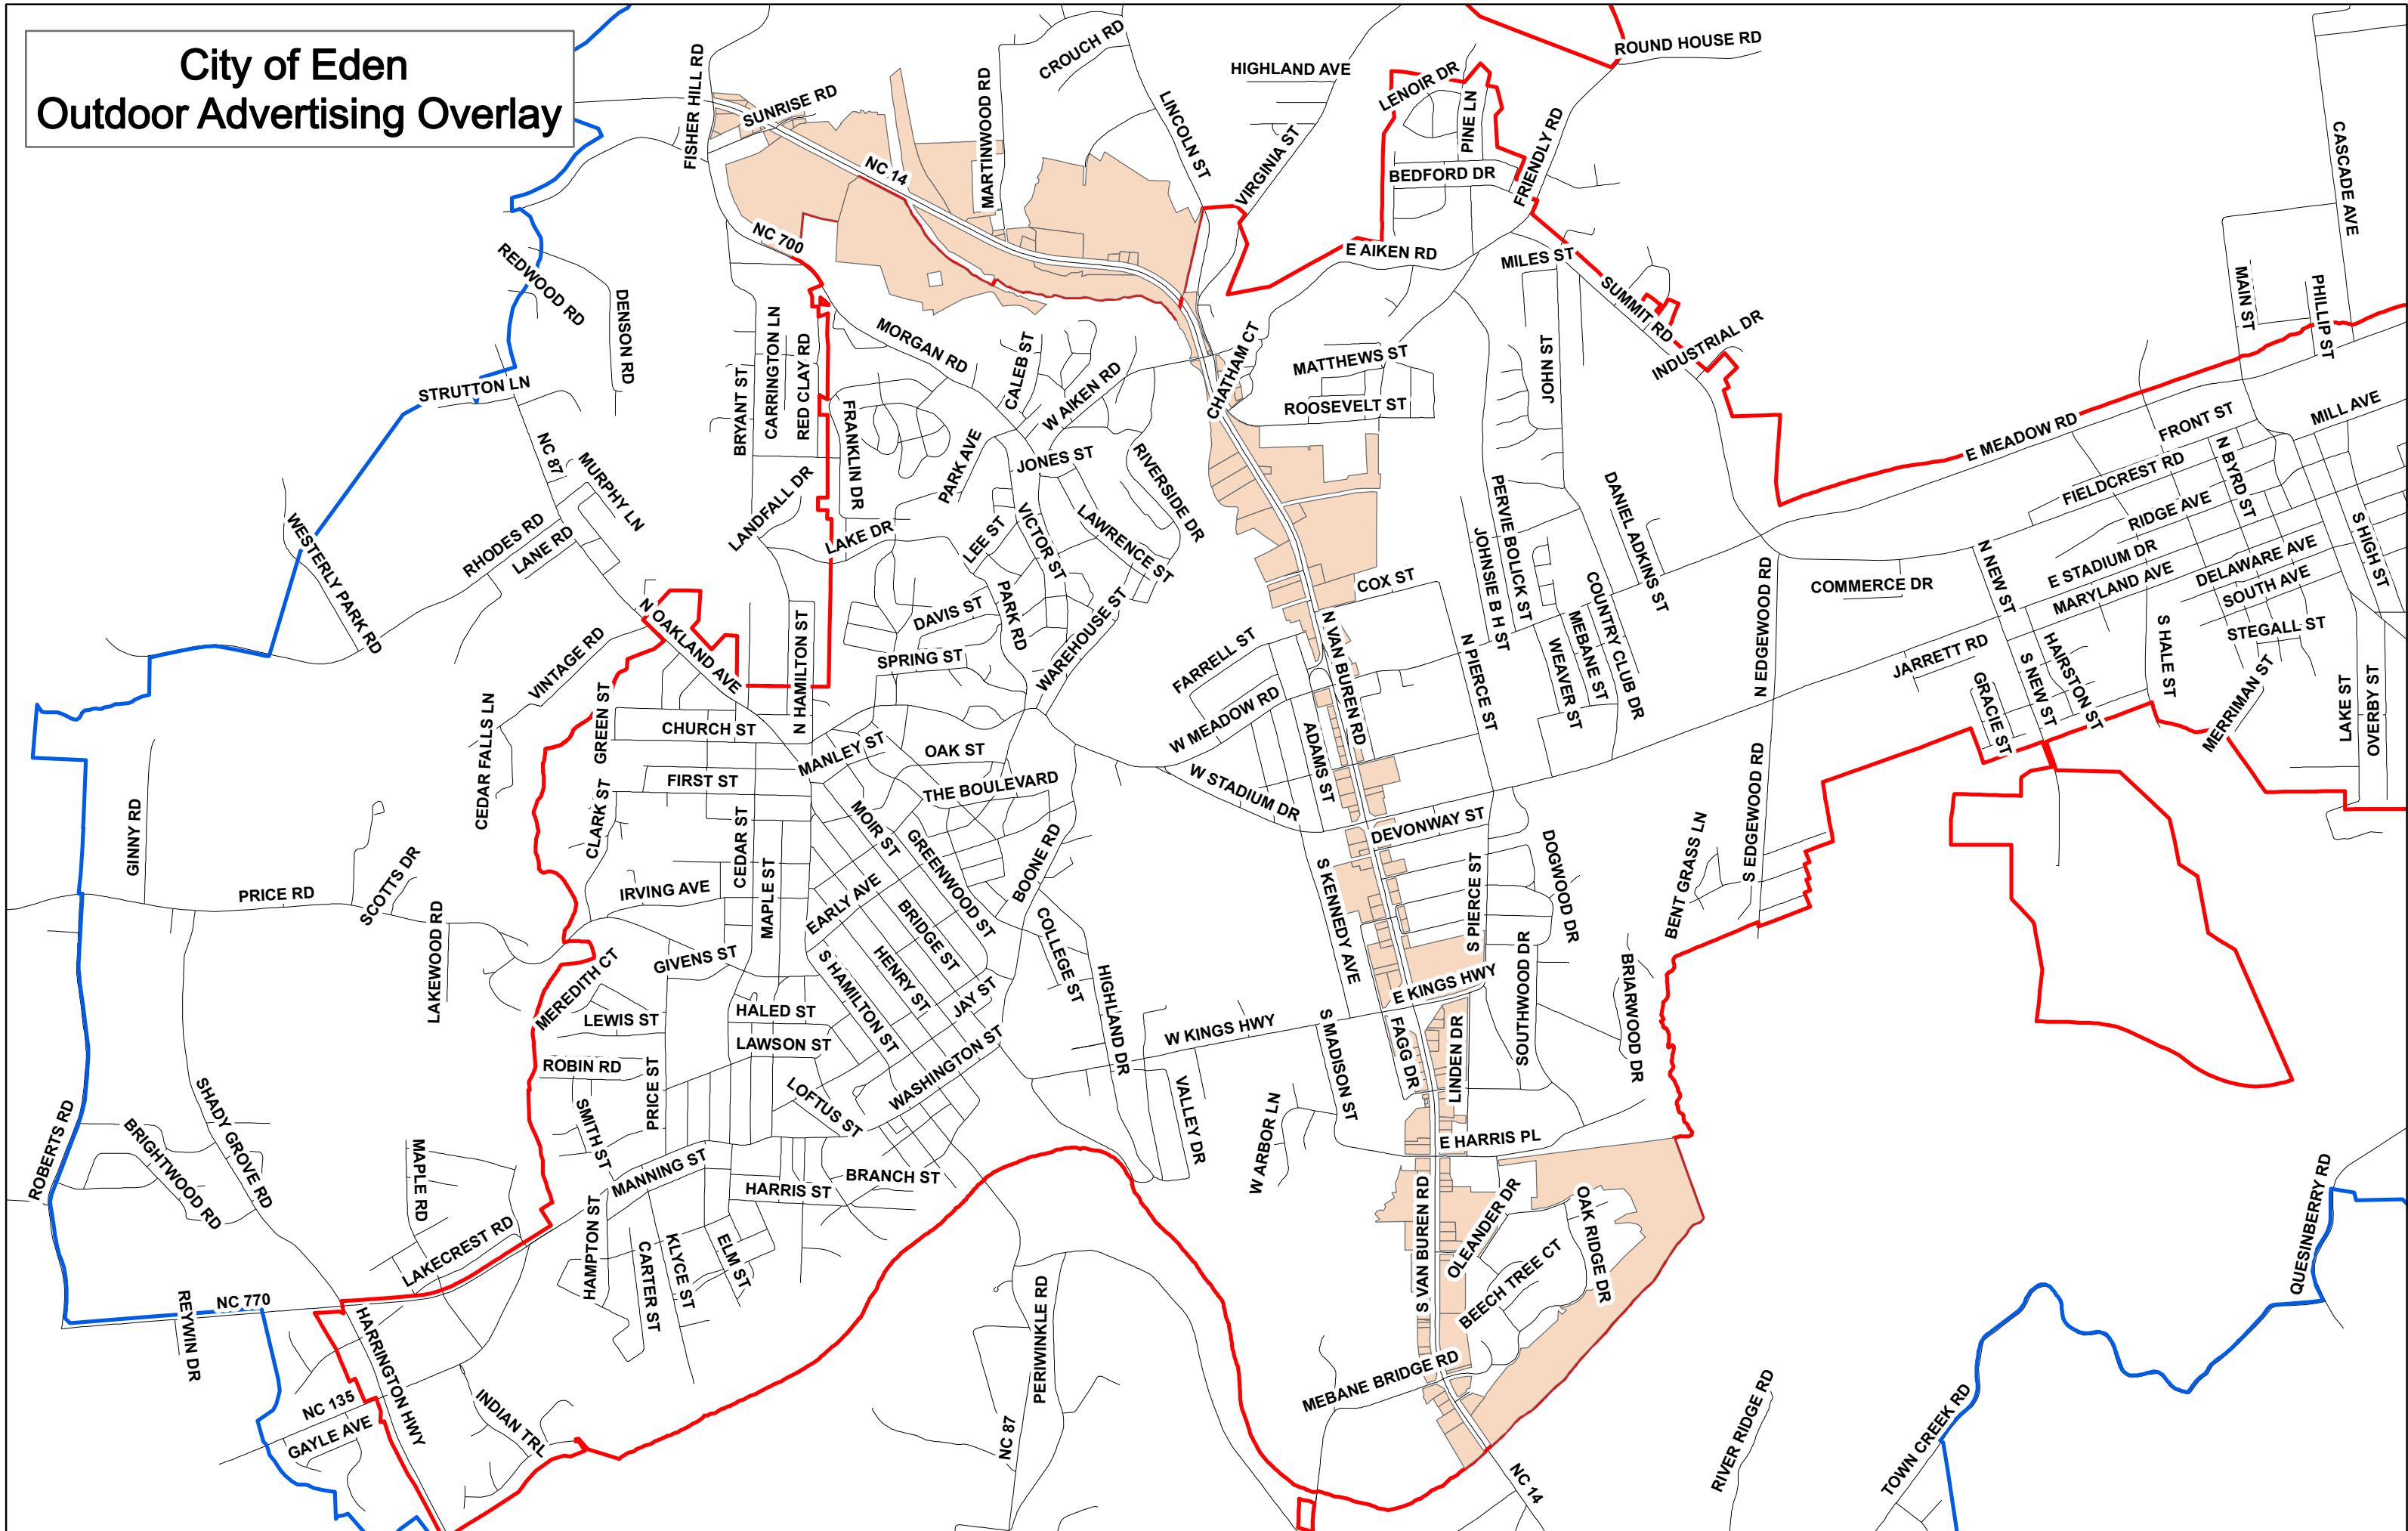 City of Eden
Outdoor Advertising Overlay
FISHER HILL RD
SUNRISE RD
NC 14
MARTINWOOD RD
CROUCH RD
LINCOLN ST
HIGHLAND AVE
VIRGINIA ST
LENOIR DR
PINE LN
BEDFORD DR
FRIENDLY RD
ROUND HOUSE RD
CASCADE AVE
NC 700
E AIKEN RD
MILES ST
SUMMIT RD
INDUSTRIAL DR
MAIN ST
PHILLIP ST
REDWOOD RD
DENSON RD
STRUTTON LN
BRYANT ST
CARRINGTON LN
RED CLAY RD
MORGAN RD
CALEB ST
W AIKEN RD
CHATHAM CT
MATTHEWS ST
ROOSEVELT ST
JOHN ST
E MEADOW RD
FRONT ST
MILL AVE
NC 87
MURPHY LN
FRANKLIN DR
PARK AVE
JONES ST
RIVERSIDE DR
FIELDCREST RD
N BYRD ST
RIDGE AVE
S HIGH ST
WESTERLY PARK RD
RHODES RD
LANE RD
LANDFALL DR
LAKE DR
LEE ST
VICTOR ST
LAWRENCE ST
PERVIE BOLICK ST
JOHNSIE B H ST
DANIEL ADKINS ST
COX ST
COUNTRY CLUB DR
MEBANE ST
WEAVER ST
N EDGEWOOD RD
COMMERCE DR
N NEW ST
E STADIUM DR
MARYLAND AVE
DELAWARE AVE
SOUTH AVE
STEGALL ST
N OAKLAND AVE
N HAMILTON ST
DAVIS ST
PARK RD
WAREHOUSE ST
SPRING ST
FARRELL ST
N VAN BUREN RD
N PIERCE ST
W MEADOW RD
ADAMS ST
JARRETT RD
GRACIE ST
S NEW ST
HAIRSTON ST
S HALE ST
MERRIMAN ST
LAKE ST
OVERBY ST
VINTAGE RD
CEDAR FALLS LN
GREEN ST
CHURCH ST
MANLEY ST
OAK ST
FIRST ST
THE BOULEVARD
W STADIUM DR
DEVONWAY ST
S EDGEWOOD RD
BENT GRASS LN
GINNY RD
CLARK ST
CEDAR ST
MAPLE ST
MOIR ST
GREENWOOD ST
BOONE RD
S KENNEDY AVE
S PIERCE ST
DOGWOOD DR
PRICE RD
SCOTTS DR
LAKEWOOD RD
IRVING AVE
EARLY AVE
BRIDGE ST
COLLEGE ST
GIVENS ST
MEREDITH CT
HENRY ST
S HAMILTON ST
JAY ST
HIGHLAND DR
E KINGS HWY
SOUTHWOOD DR
BRIARWOOD DR
LEWIS ST
HALED ST
LAWSON ST
WASHINGTON ST
W KINGS HWY
S MADISON ST
FAGG DR
LINDEN DR
ROBIN RD
PRICE ST
LOFTUS ST
SMITH ST
VALLEY DR
W ARBOR LN
E HARRIS PL
ROBERTS RD
BRIGHTWOOD RD
SHADY GROVE RD
MAPLE RD
MANNING ST
HARRIS ST
BRANCH ST
LAKECREST RD
HAMPTON ST
CARTER ST
KLYCE ST
ELM ST
S VAN BUREN RD
OLEANDER DR
OAK RIDGE DR
BEECH TREE CT
QUESINBERRY RD
NC 770
REYWIN DR
HARRINGTON HWY
PERIWINKLE RD
MEBANE BRIDGE RD
NC 135
GAYLE AVE
INDIAN TRL
NC 87
NC 14
RIVER RIDGE RD
TOWN CREEK RD